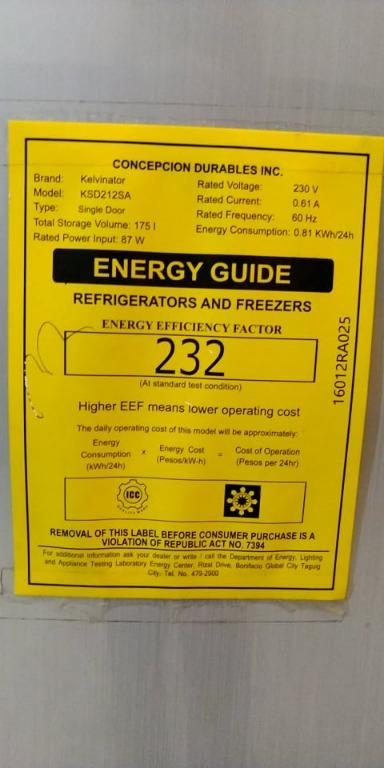 CONCEPCION DURABLES INC.
Brand: Kelvinator
Model: KSD212SA
Type: Single Door
Total Storage Volume: 175 l
Rated Power Input: 87 W
Rated Voltage: 230 V
Rated Current: 0.61 A
Rated Frequency: 60 Hz
Energy Consumption: 0.81 KWh/24h
ENERGY GUIDE
REFRIGERATORS AND FREEZERS
ENERGY EFFICIENCY FACTOR
232
(At standard test condition)
16012RA025
Higher EEF means lower operating cost
The daily operating cost of this model will be approximately:
Energy Consumption (kWh/24h) x Energy Cost (Pesos/kW-h) = Cost of Operation (Pesos per 24hr)
ICC
REMOVAL OF THIS LABEL BEFORE CONSUMER PURCHASE IS A
VIOLATION OF REPUBLIC ACT NO. 7394
For additional information ask your dealer or write / call the Department of Energy, Lighting
and Appliance Testing Laboratory Energy Center, Rizal Drive, Bonifacio Global City Taguig
City, Tel. No. 479-2900